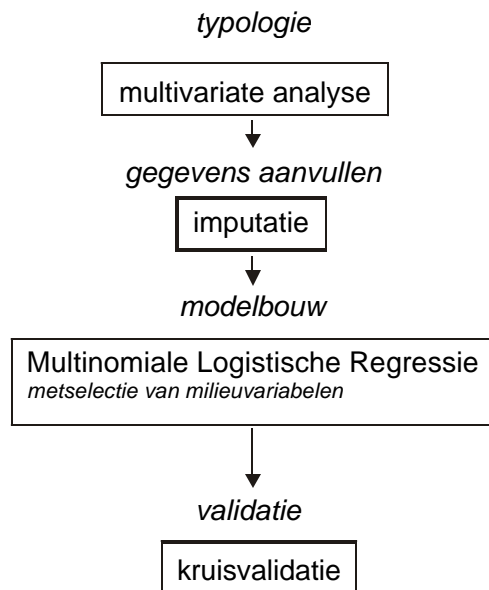 typologie
multivariate analyse
gegevens aanvullen
imputatie
modelbouw
Multinomiale Logistische Regressie
metselectie van milieuvariabelen
validatie
kruisvalidatie